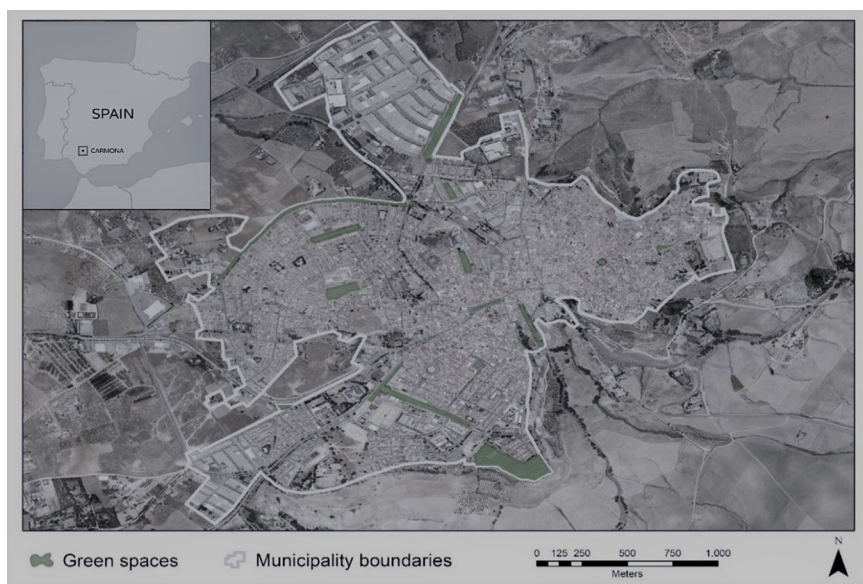 SPAIN
CARMONA
Green spaces
Municipality boundaries
0 125 250 500 750 1.000
Meters
N